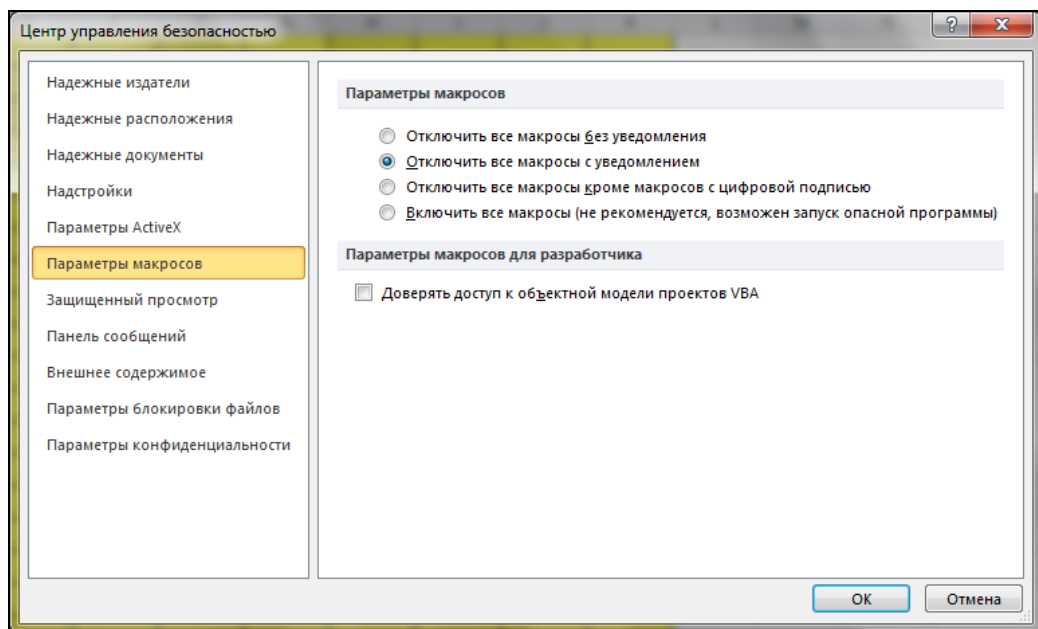 Центр управления безопасностью
Надежные издатели
Надежные расположения
Надежные документы
Надстройки
Параметры ActiveX
Параметры макросов
Защищенный просмотр
Панель сообщений
Внешнее содержимое
Параметры блокировки файлов
Параметры конфиденциальности
Параметры макросов
Отключить все макросы без уведомления
Отключить все макросы с уведомлением
Отключить все макросы кроме макросов с цифровой подписью
Включить все макросы (не рекомендуется, возможен запуск опасной программы)
Параметры макросов для разработчика
Доверять доступ к объектной модели проектов VBA
ОК
Отмена